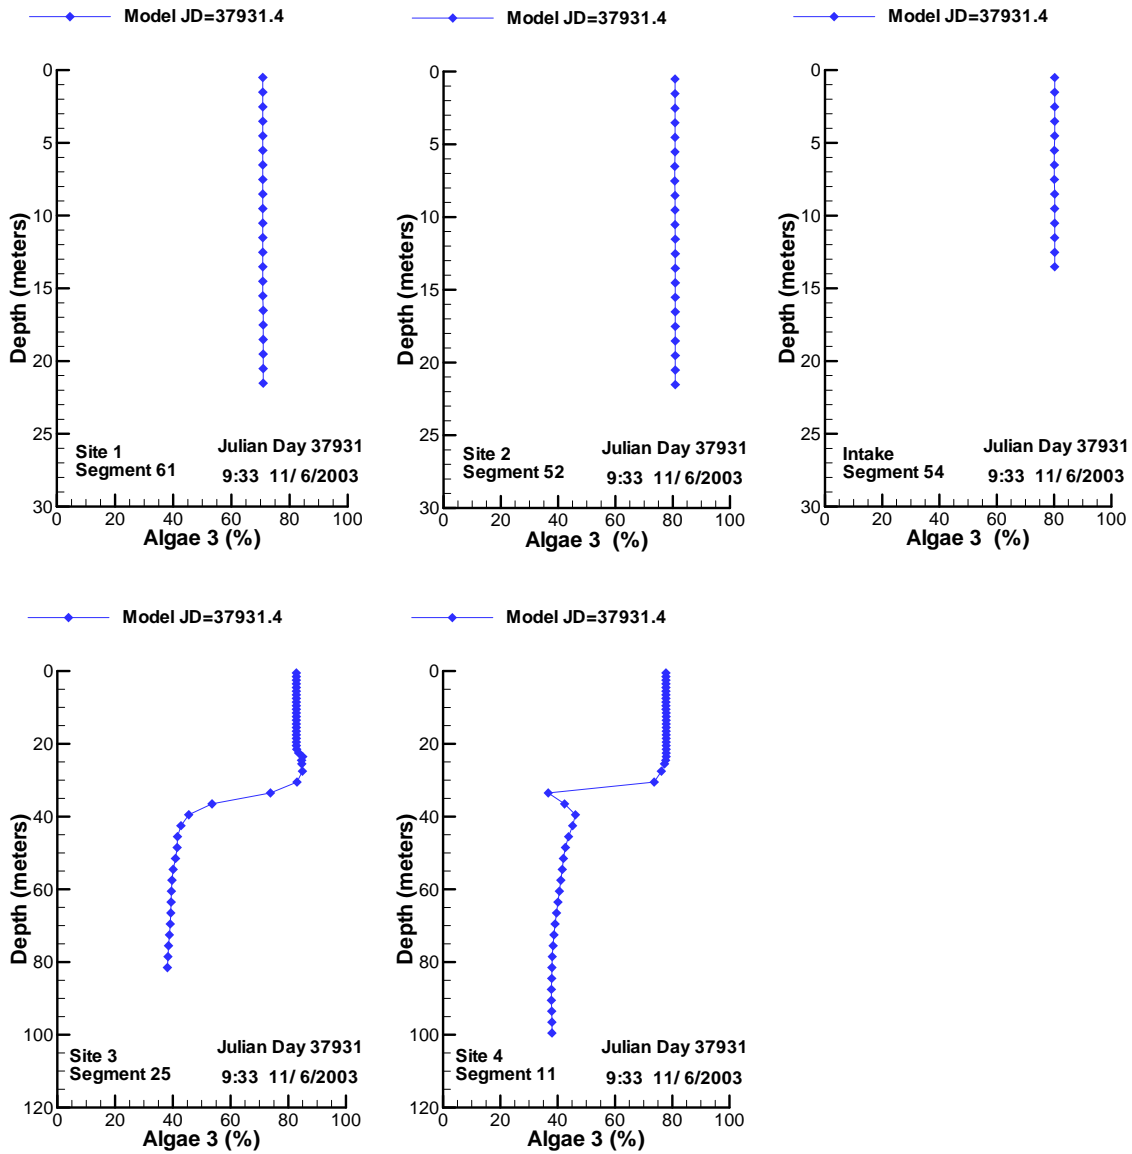 Model JD=37931.4
Model JD=37931.4
Model JD=37931.4
0
5
10
15
20
25
30
Depth (meters)
Site 1
Segment 61
Julian Day 37931
9:33 11/ 6/2003
0 20 40 60 80 100
Algae 3 (%)
0
5
10
15
20
25
30
Depth (meters)
Site 2
Segment 52
Julian Day 37931
9:33 11/ 6/2003
0 20 40 60 80 100
Algae 3 (%)
0
5
10
15
20
25
30
Depth (meters)
Intake
Segment 54
Julian Day 37931
9:33 11/ 6/2003
0 20 40 60 80 100
Algae 3 (%)
Model JD=37931.4
Model JD=37931.4
0
20
40
60
80
100
120
Depth (meters)
Site 3
Segment 25
Julian Day 37931
9:33 11/ 6/2003
0 20 40 60 80 100
Algae 3 (%)
0
20
40
60
80
100
120
Depth (meters)
Site 4
Segment 11
Julian Day 37931
9:33 11/ 6/2003
0 20 40 60 80 100
Algae 3 (%)